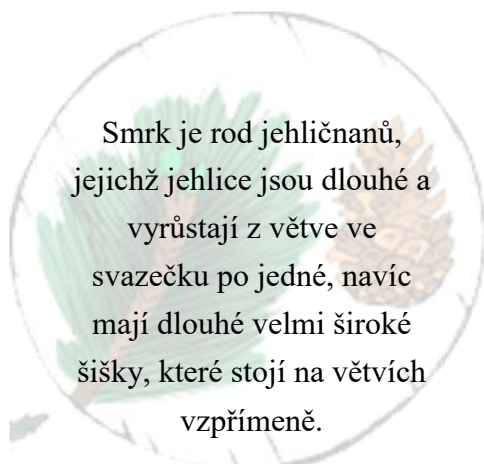 Smrk je rod jehličnanů,
jejichž jehlice jsou dlouhé a
vyrůstají z větve ve
svazečku po jedné, navíc
mají dlouhé velmi široké
šišky, které stojí na větvích
vzpřímeně.